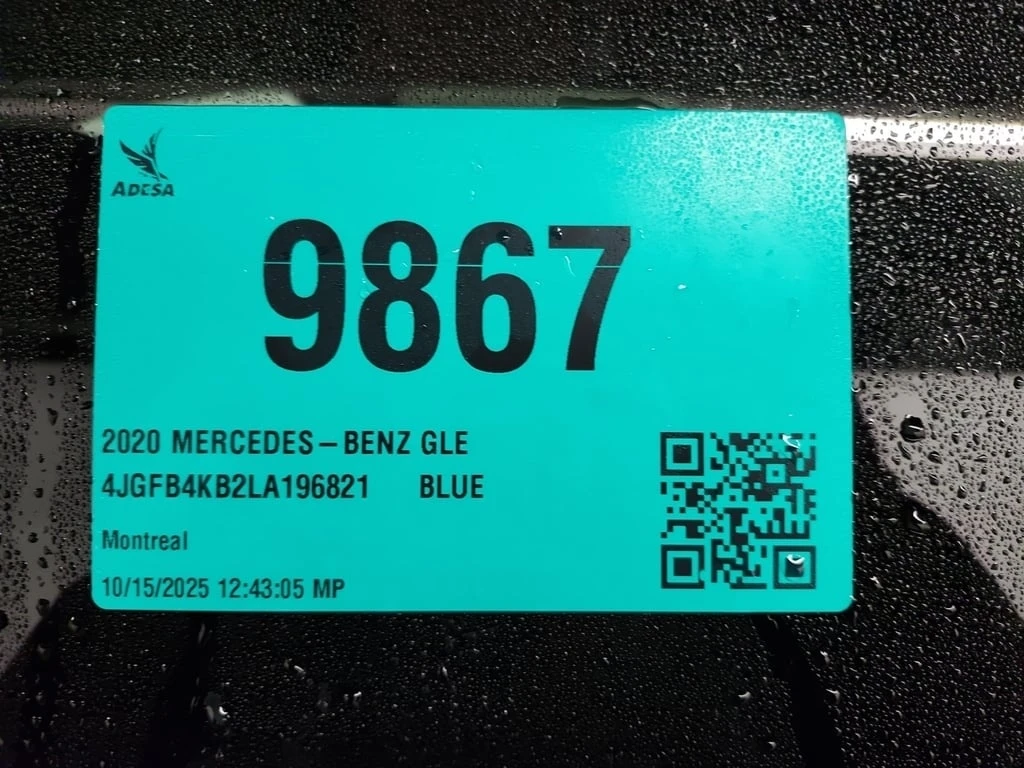 ADESA
9867
2020 MERCEDES-BENZ GLE
4JGFB4KB2LA196821 BLUE
Montreal
10/15/2025 12:43:05 MP